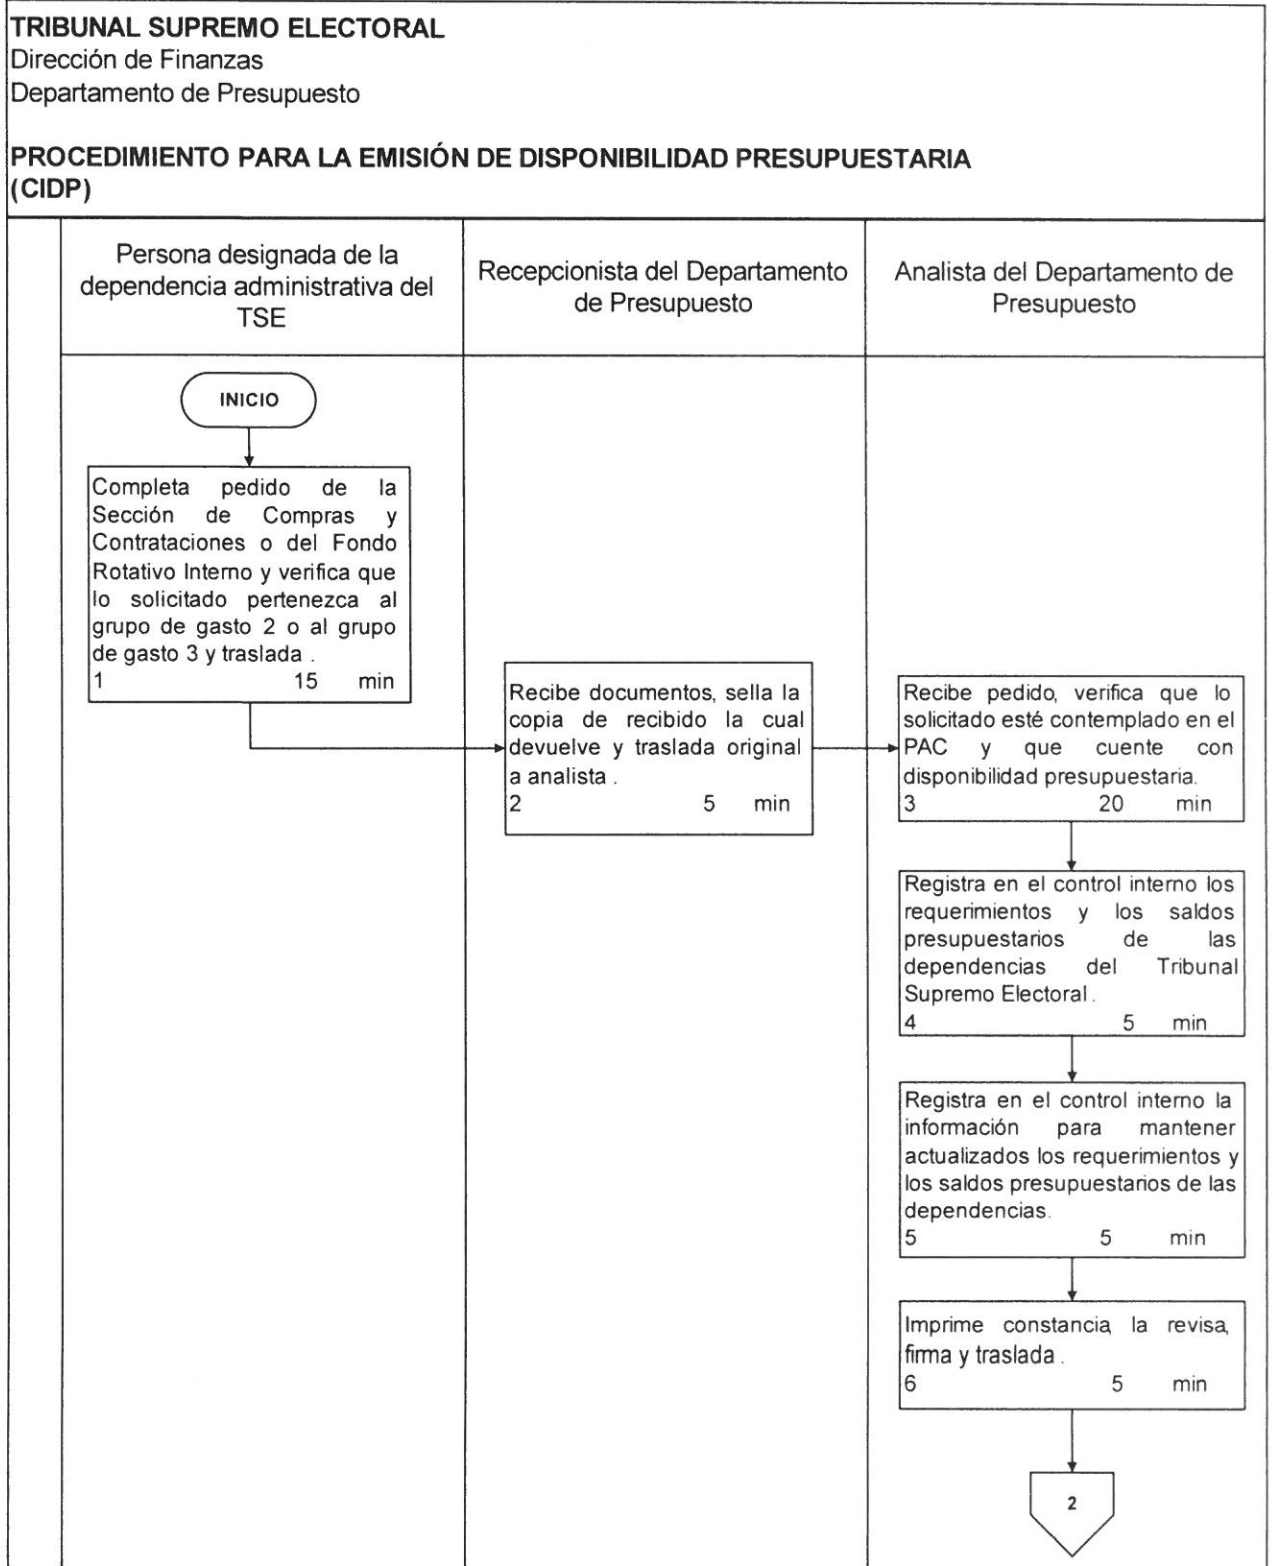 TRIBUNAL SUPREMO ELECTORAL
Dirección de Finanzas
Departamento de Presupuesto
PROCEDIMIENTO PARA LA EMISIÓN DE DISPONIBILIDAD PRESUPUESTARIA
(CIDP)
Persona designada de la
dependencia administrativa del
TSE
Recepcionista del Departamento
de Presupuesto
Analista del Departamento de
Presupuesto
INICIO
Completa pedido de la
Sección de Compras y
Contrataciones o del Fondo
Rotativo Interno y verifica que
lo solicitado pertenezca al
grupo de gasto 2 o al grupo
de gasto 3 y traslada .
1 15 min
Recibe documentos, sella la
copia de recibido la cual
devuelve y traslada original
a analista .
2 5 min
Recibe pedido, verifica que lo
solicitado esté contemplado en el
PAC y que cuente con
disponibilidad presupuestaria.
3 20 min
Registra en el control interno los
requerimientos y los saldos
presupuestarios de las
dependencias del Tribunal
Supremo Electoral .
4 5 min
Registra en el control interno la
información para mantener
actualizados los requerimientos y
los saldos presupuestarios de las
dependencias.
5 5 min
Imprime constancia, la revisa,
firma y traslada .
6 5 min
2